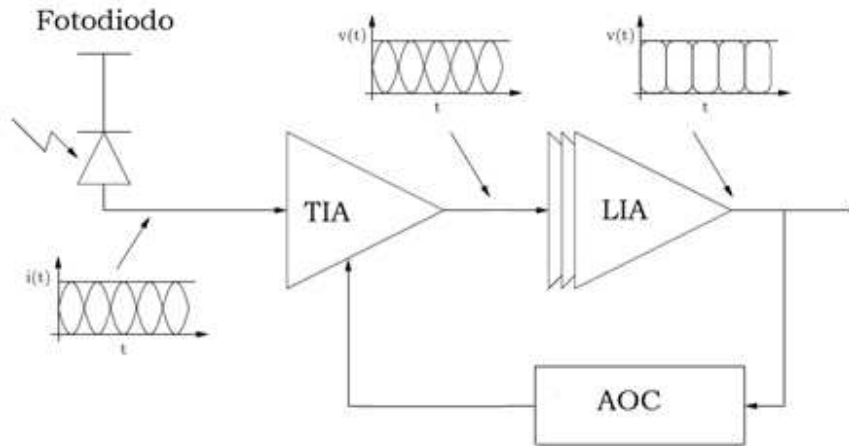 Fotodiodo
v(t)
t
v(t)
t
TIA
LIA
i(t)
t
AOC